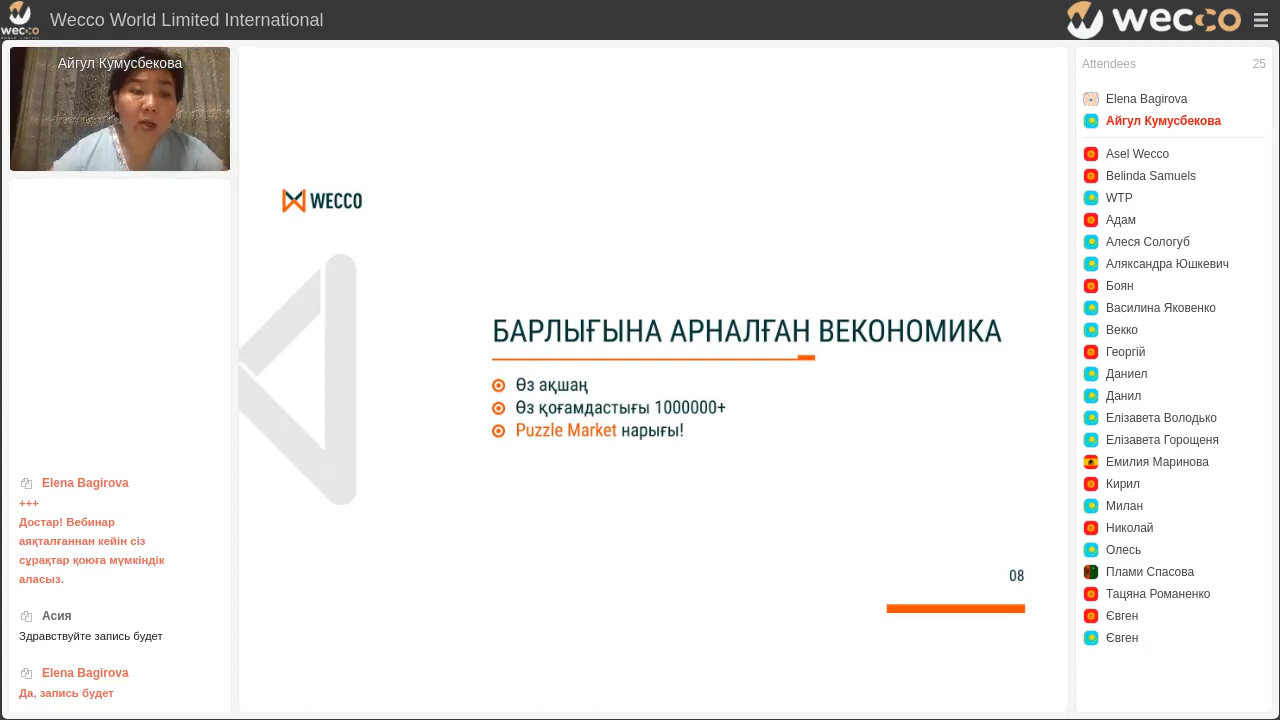 wecco
Wecco World Limited International
wecco
Айгул Кумусбекова
Elena Bagirova
+++
Достар! Вебинар
аяқталғаннан кейін сіз
сұрақтар қоюға мүмкіндік
аласыз.
Асия
Здравствуйте запись будет
Elena Bagirova
Да, запись будет
WECCO
БАРЛЫҒЫНА АРНАЛҒАН ВЕКОНОМИКА
Өз ақшаң
Өз қоғамдастығы 1000000+
Puzzle Market нарығы!
08
Attendees 25
Elena Bagirova
Айгул Кумусбекова
Asel Wecco
Belinda Samuels
WTP
Адам
Алеся Сологуб
Аляксандра Юшкевич
Боян
Василина Яковенко
Векко
Георгій
Даниел
Данил
Елізавета Володько
Елізавета Горощеня
Емилия Маринова
Кирил
Милан
Николай
Олесь
Плами Спасова
Тацяна Романенко
Євген
Євген